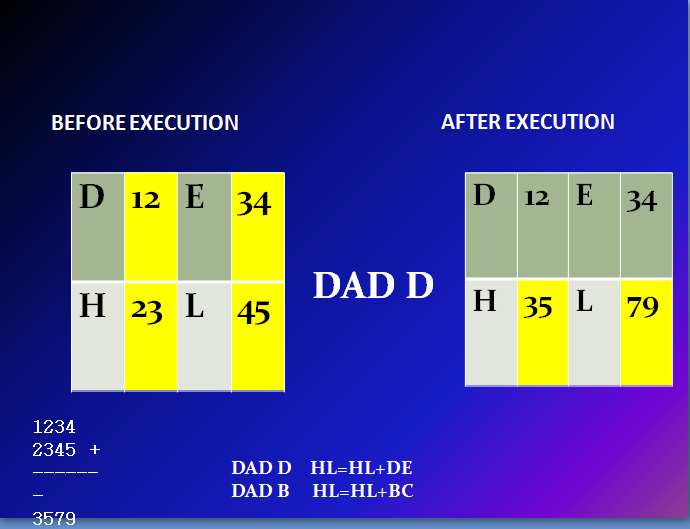 BEFORE EXECUTION
AFTER EXECUTION
D 12 E 34
H 23 L 45
DAD D
D 12 E 34
H 35 L 79
1234
2345 +
------
-
3579
DAD D HL=HL+DE
DAD B HL=HL+BC